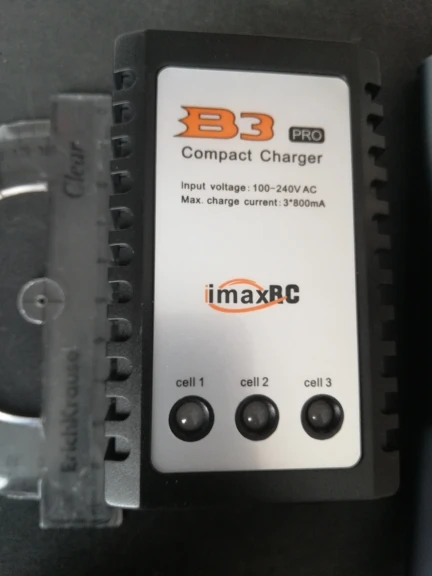 B3 PRO
Compact Charger
Input voltage: 100~240V AC
Max. charge current: 3*800mA
imaxRC
cell 1 cell 2 cell 3
Clear
ErichKrause